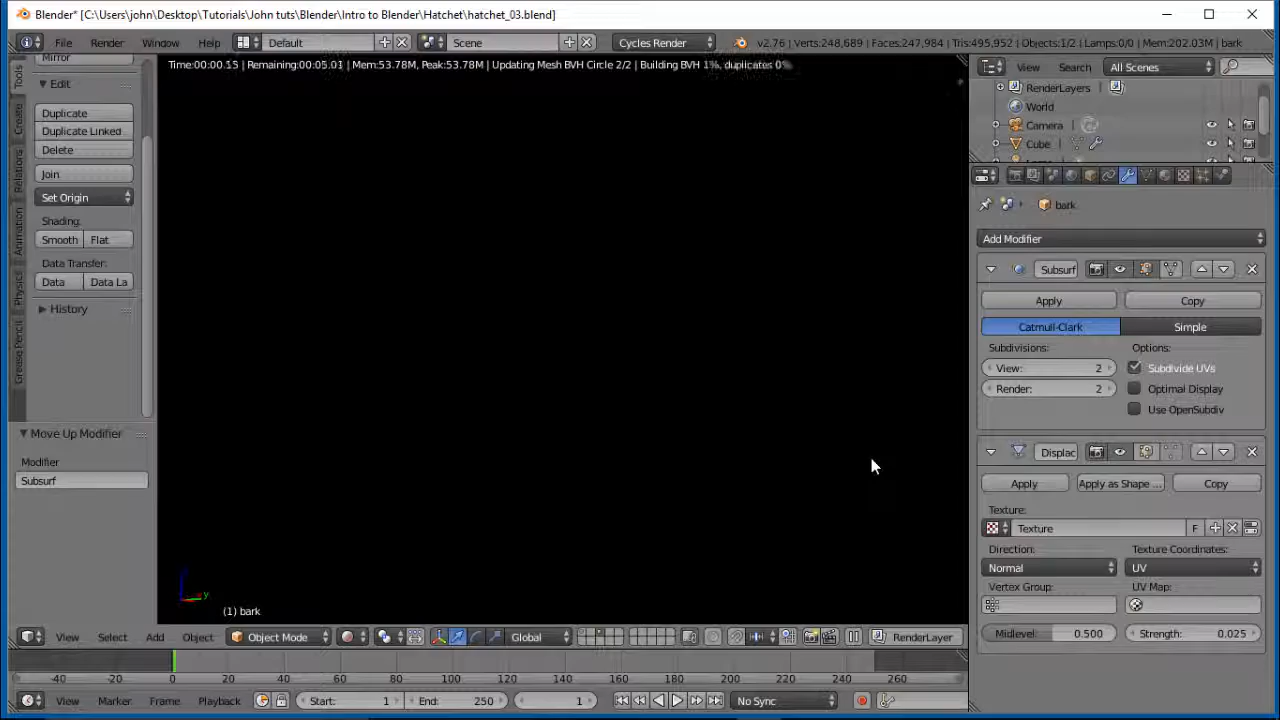 Blender* [C:\Users\john\Desktop\Tutorials\John tuts\Blender\Intro to Blender\Hatchet\hatchet_03.blend]
File Render Window Help Default Scene Cycles Render v2.76 | Verts:248,689 | Faces:247,984 | Tris:495,952 | Objects:1/2 | Lamps:0/0 | Mem:202.03M | bark
Time:00:00.15 | Remaining:00:05.01 | Mem:53.78M, Peak:53.78M | Updating Mesh BVH Circle 2/2 | Building BVH 1%, duplicates 0%
View Search All Scenes
RenderLayers
World
Camera
Cube
Tools
Create
Relations
Animation
Physics
Grease Pencil
Mirror
Edit
Duplicate
Duplicate Linked
Delete
Join
Set Origin
Shading:
Smooth Flat
Data Transfer:
Data Data La
History
Move Up Modifier
Modifier
Subsurf
bark
Add Modifier
Subsurf
Apply Copy
Catmull-Clark Simple
Subdivisions: Options:
View: 2 Subdivide UVs
Render: 2 Optimal Display
Use OpenSubdiv
Displac
Apply Apply as Shape ... Copy
Texture:
Texture F
Direction: Texture Coordinates:
Normal UV
Vertex Group: UV Map:
Midlevel: 0.500 Strength: 0.025
y
(1) bark
View Select Add Object Object Mode Global RenderLayer
-40 -20 0 20 40 60 80 100 120 140 160 180 200 220 240 260
View Marker Frame Playback Start: 1 End: 250 1 No Sync